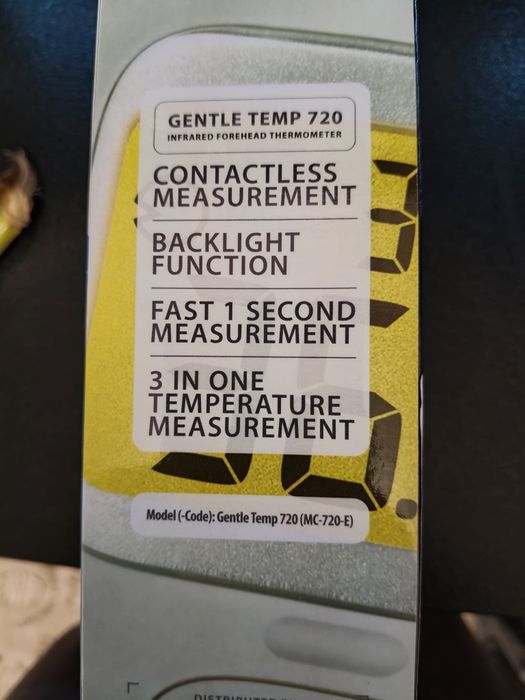 GENTLE TEMP 720
INFRARED FOREHEAD THERMOMETER
CONTACTLESS
MEASUREMENT
BACKLIGHT
FUNCTION
FAST 1 SECOND
MEASUREMENT
3 IN ONE
TEMPERATURE
MEASUREMENT
Model (-Code): Gentle Temp 720 (MC-720-E)